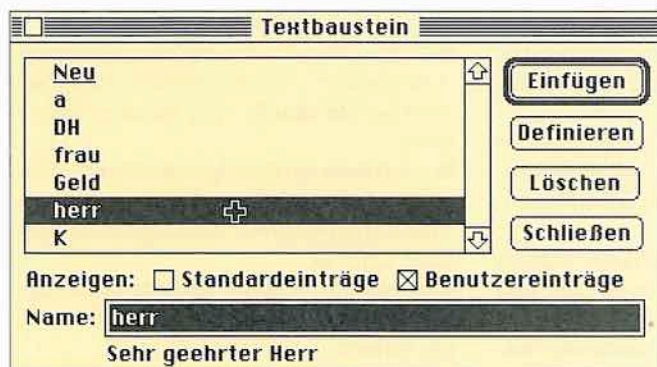 Textbaustein
Neu
a
DH
frau
Geld
herr
K
Einfügen
Definieren
Löschen
Schließen
Anzeigen: Standardeinträge Benutzereinträge
Name: herr
Sehr geehrter Herr